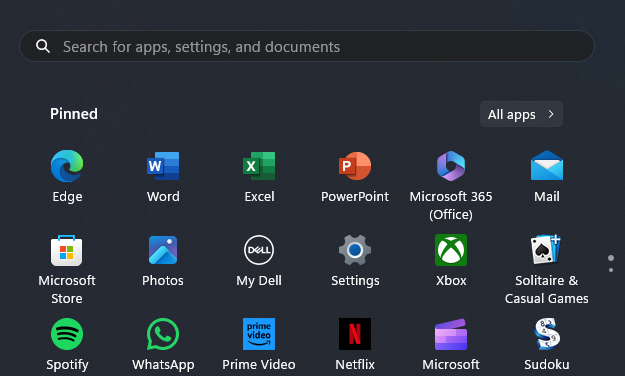 Search for apps, settings, and documents
Pinned
All apps
Edge
Word
Excel
PowerPoint
Microsoft 365
(Office)
Mail
Microsoft
Store
Photos
DELL
My Dell
Settings
Xbox
Solitaire &
Casual Games
Spotify
WhatsApp
prime
video
Prime Video
Netflix
Microsoft
Sudoku